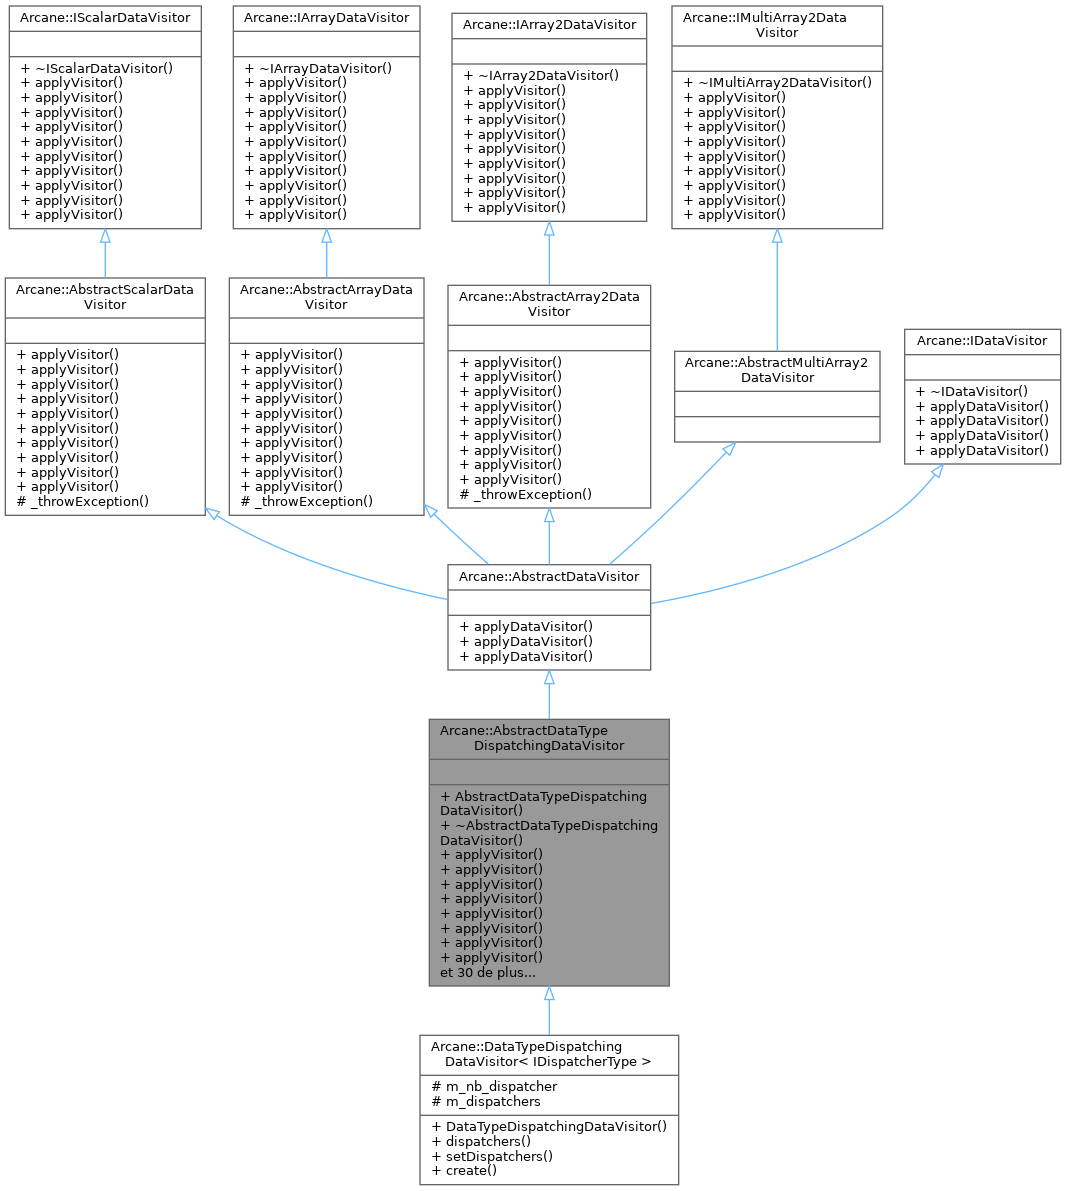 Arcane::IScalarDataVisitor
+ ~IScalarDataVisitor()
+ applyVisitor()
+ applyVisitor()
+ applyVisitor()
+ applyVisitor()
+ applyVisitor()
+ applyVisitor()
+ applyVisitor()
+ applyVisitor()
+ applyVisitor()
+ applyVisitor()
Arcane::IArrayDataVisitor
+ ~IArrayDataVisitor()
+ applyVisitor()
+ applyVisitor()
+ applyVisitor()
+ applyVisitor()
+ applyVisitor()
+ applyVisitor()
+ applyVisitor()
+ applyVisitor()
+ applyVisitor()
+ applyVisitor()
Arcane::IArray2DataVisitor
+ ~IArray2DataVisitor()
+ applyVisitor()
+ applyVisitor()
+ applyVisitor()
+ applyVisitor()
+ applyVisitor()
+ applyVisitor()
+ applyVisitor()
+ applyVisitor()
+ applyVisitor()
Arcane::IMultiArray2Data
Visitor
+ ~IMultiArray2DataVisitor()
+ applyVisitor()
+ applyVisitor()
+ applyVisitor()
+ applyVisitor()
+ applyVisitor()
+ applyVisitor()
+ applyVisitor()
+ applyVisitor()
+ applyVisitor()
Arcane::AbstractScalarData
Visitor
+ applyVisitor()
+ applyVisitor()
+ applyVisitor()
+ applyVisitor()
+ applyVisitor()
+ applyVisitor()
+ applyVisitor()
+ applyVisitor()
+ applyVisitor()
+ applyVisitor()
# _throwException()
Arcane::AbstractArrayData
Visitor
+ applyVisitor()
+ applyVisitor()
+ applyVisitor()
+ applyVisitor()
+ applyVisitor()
+ applyVisitor()
+ applyVisitor()
+ applyVisitor()
+ applyVisitor()
+ applyVisitor()
# _throwException()
Arcane::AbstractArray2Data
Visitor
+ applyVisitor()
+ applyVisitor()
+ applyVisitor()
+ applyVisitor()
+ applyVisitor()
+ applyVisitor()
+ applyVisitor()
+ applyVisitor()
+ applyVisitor()
# _throwException()
Arcane::AbstractMultiArray2
DataVisitor
Arcane::IDataVisitor
+ ~IDataVisitor()
+ applyDataVisitor()
+ applyDataVisitor()
+ applyDataVisitor()
+ applyDataVisitor()
Arcane::AbstractDataVisitor
+ applyDataVisitor()
+ applyDataVisitor()
+ applyDataVisitor()
Arcane::AbstractDataType
DispatchingDataVisitor
+ AbstractDataTypeDispatching
DataVisitor()
+ ~AbstractDataTypeDispatching
DataVisitor()
+ applyVisitor()
+ applyVisitor()
+ applyVisitor()
+ applyVisitor()
+ applyVisitor()
+ applyVisitor()
+ applyVisitor()
+ applyVisitor()
et 30 de plus...
Arcane::DataTypeDispatching
DataVisitor< IDispatcherType >
# m_nb_dispatcher
# m_dispatchers
+ DataTypeDispatchingDataVisitor()
+ dispatchers()
+ setDispatchers()
+ create()